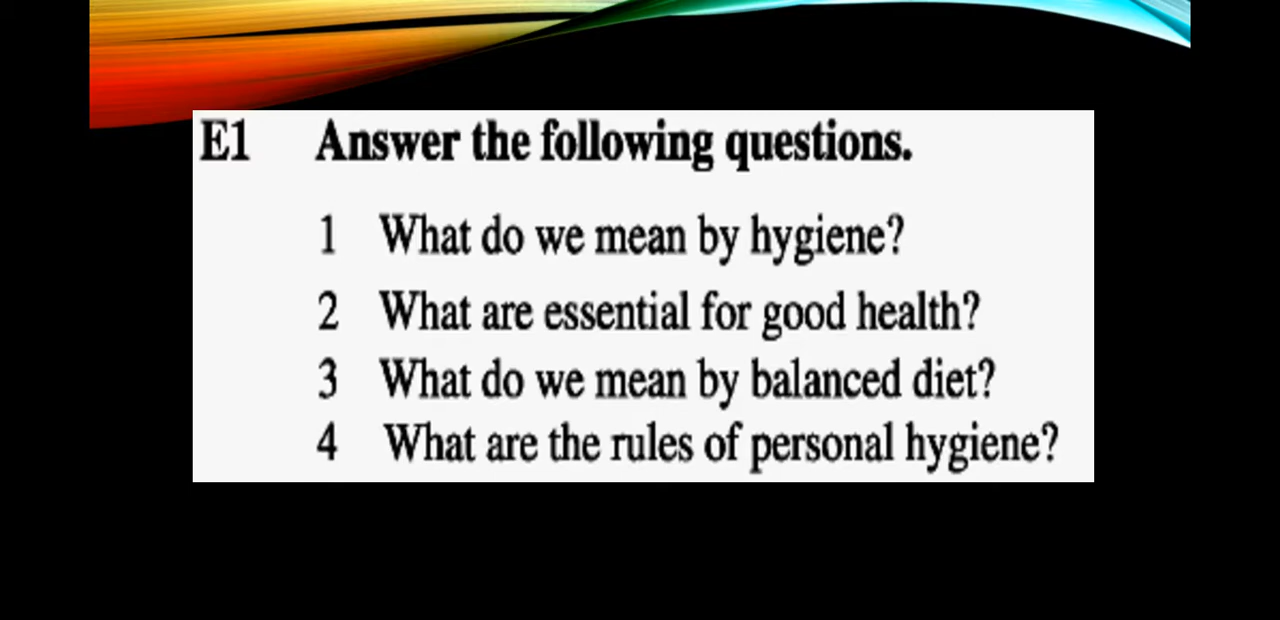 E1 Answer the following questions.
1 What do we mean by hygiene?
2 What are essential for good health?
3 What do we mean by balanced diet?
4 What are the rules of personal hygiene?